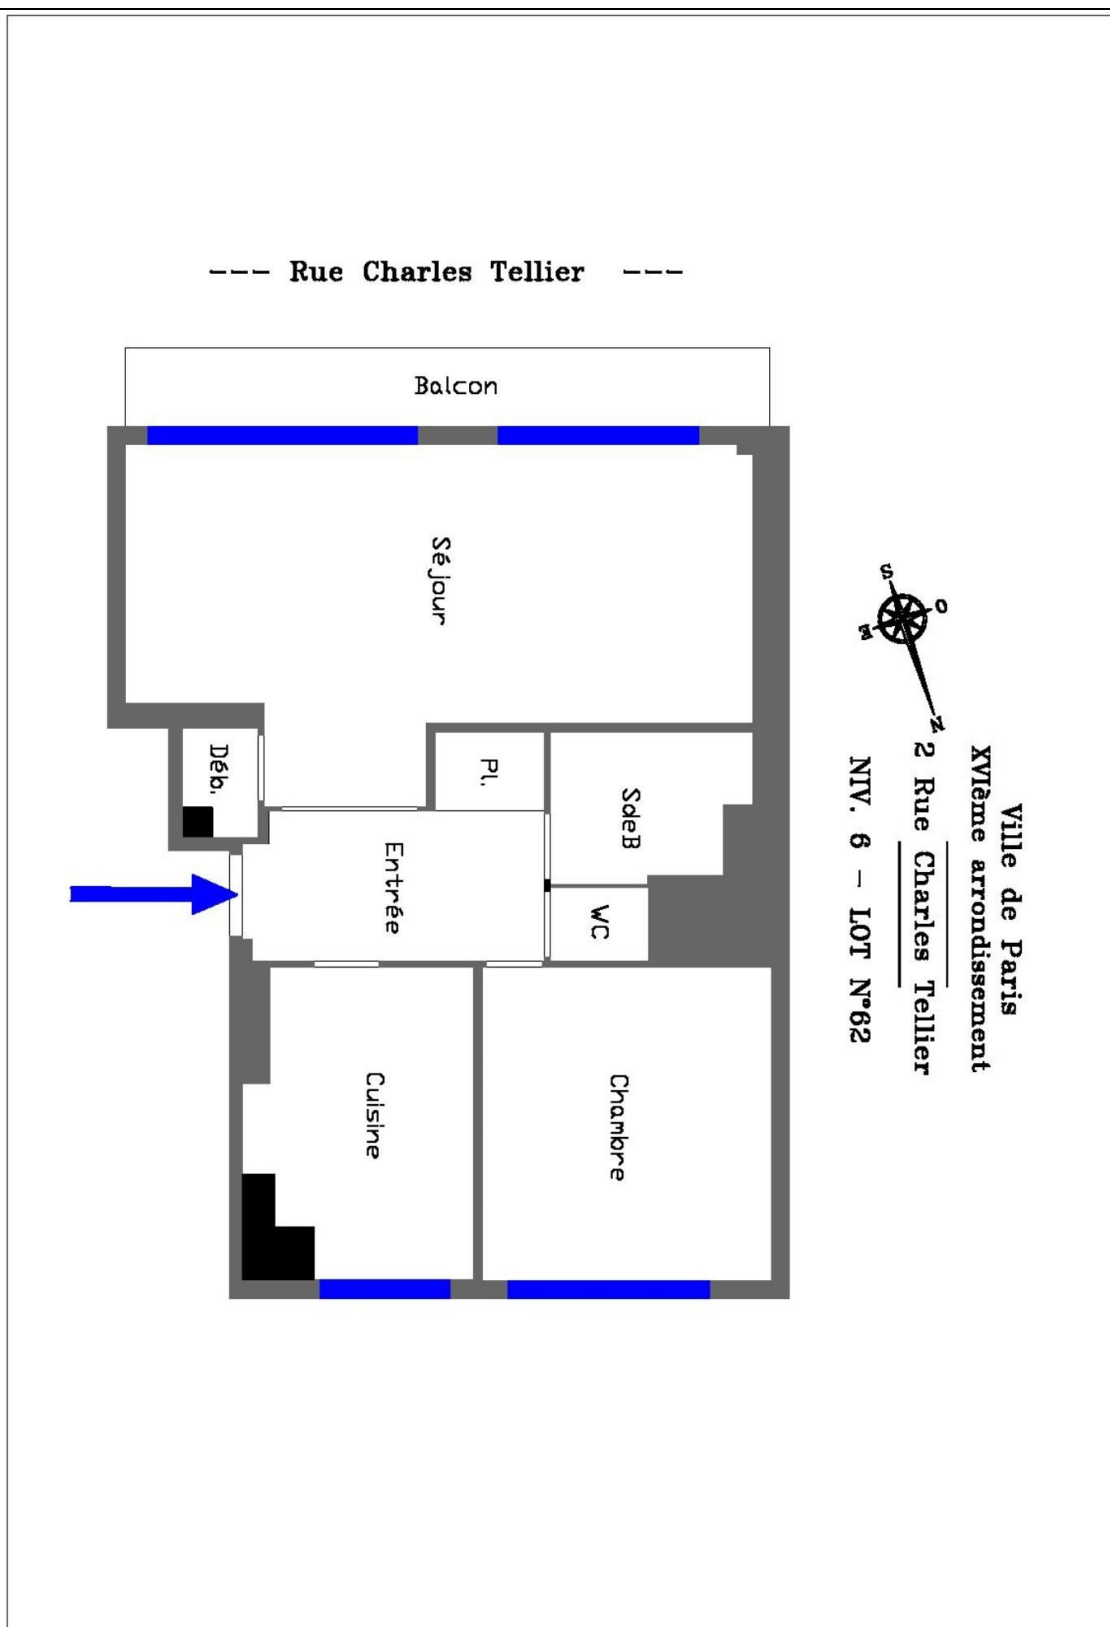 --- Rue Charles Tellier ---
Balcon
Séjour
S
O
E
N
Ville de Paris
XVIème arrondissement
2 Rue Charles Tellier
NIV. 6 - LOT N°62
Déb.
Pl.
SdeB
Entrée
WC
Cuisine
Chambre